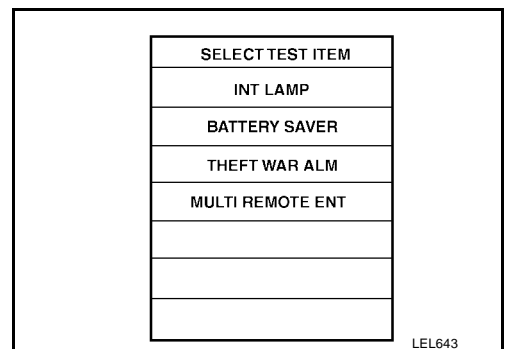 SELECT TEST ITEM
INT LAMP
BATTERY SAVER
THEFT WAR ALM
MULTI REMOTE ENT
LEL643